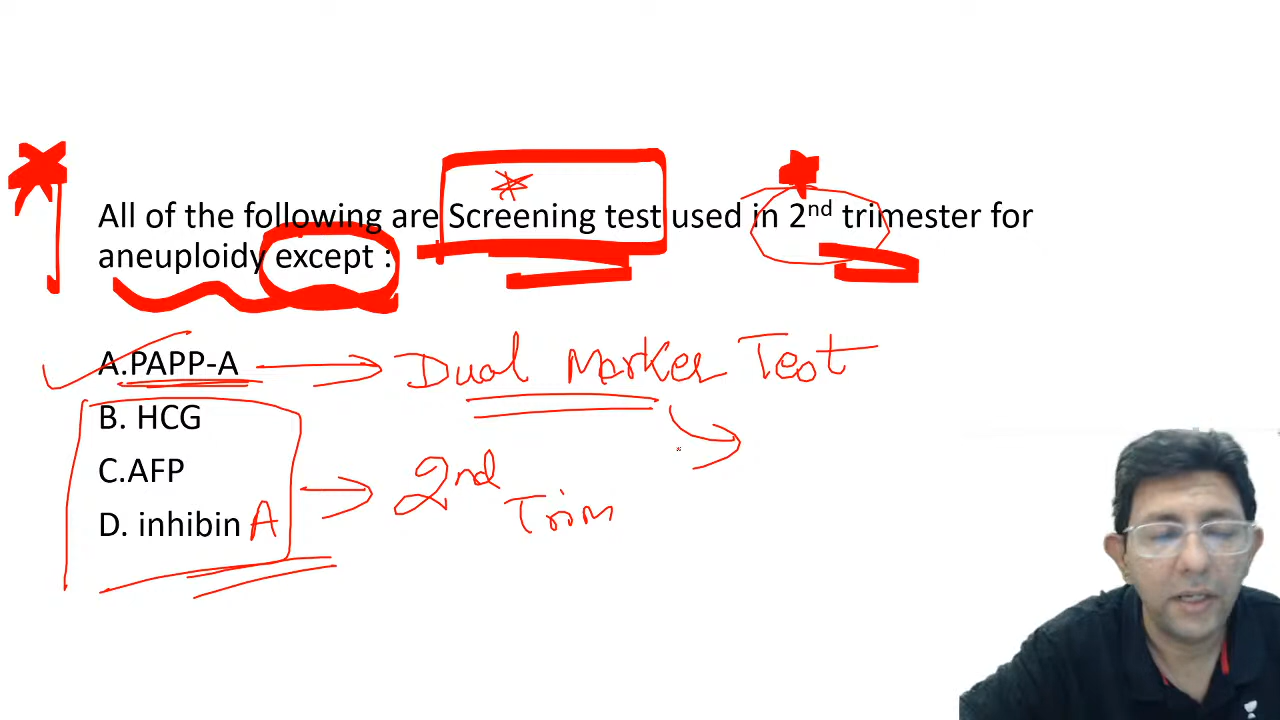 All of the following are Screening test used in 2nd trimester for
aneuploidy except :
A.PAPP-A → Dual Marker Test
B. HCG
C.AFP
D. inhibin A
→ 2nd
Trim